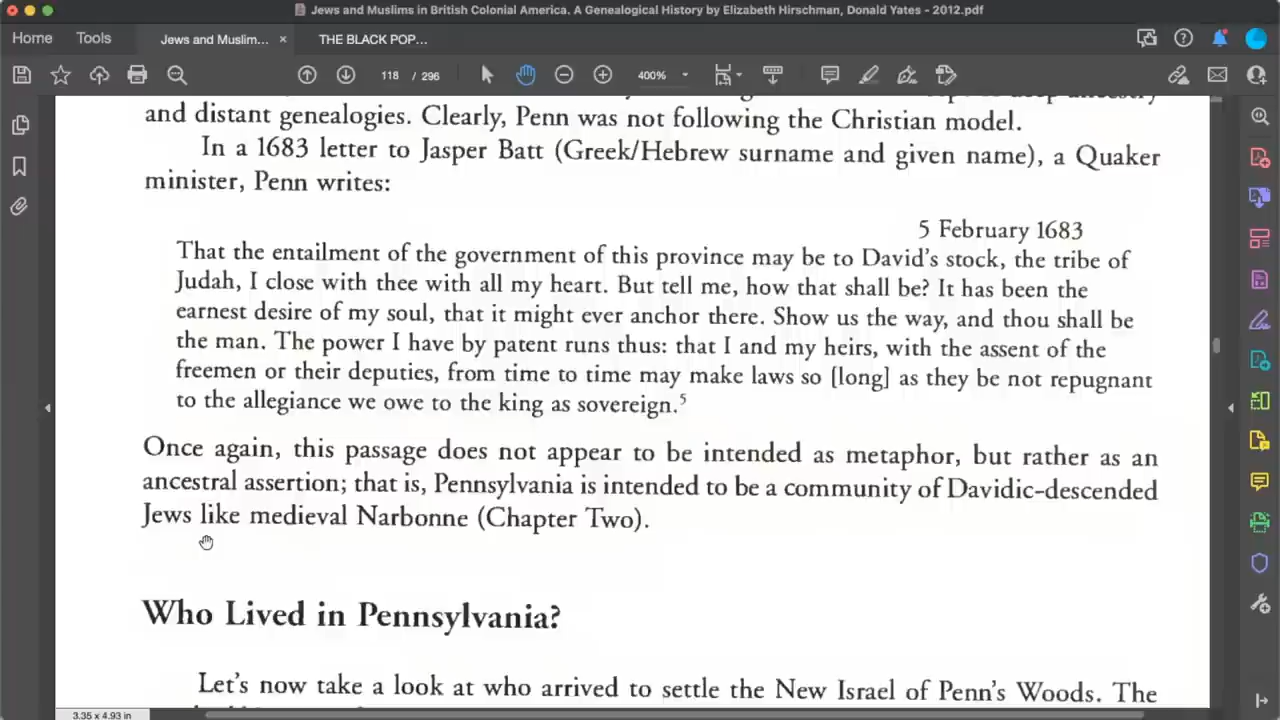 Jews and Muslims in British Colonial America. A Genealogical History by Elizabeth Hirschman, Donald Yates - 2012.pdf
Home Tools Jews and Muslim... × THE BLACK POP...
118 / 296 400%
and distant genealogies. Clearly, Penn was not following the Christian model.
In a 1683 letter to Jasper Batt (Greek/Hebrew surname and given name), a Quaker
minister, Penn writes:
5 February 1683
That the entailment of the government of this province may be to David's stock, the tribe of
Judah, I close with thee with all my heart. But tell me, how that shall be? It has been the
earnest desire of my soul, that it might ever anchor there. Show us the way, and thou shall be
the man. The power I have by patent runs thus: that I and my heirs, with the assent of the
freemen or their deputies, from time to time may make laws so [long] as they be not repugnant
to the allegiance we owe to the king as sovereign.5
Once again, this passage does not appear to be intended as metaphor, but rather as an
ancestral assertion; that is, Pennsylvania is intended to be a community of Davidic-descended
Jews like medieval Narbonne (Chapter Two).
Who Lived in Pennsylvania?
Let's now take a look at who arrived to settle the New Israel of Penn's Woods. The
3.35 x 4.93 in